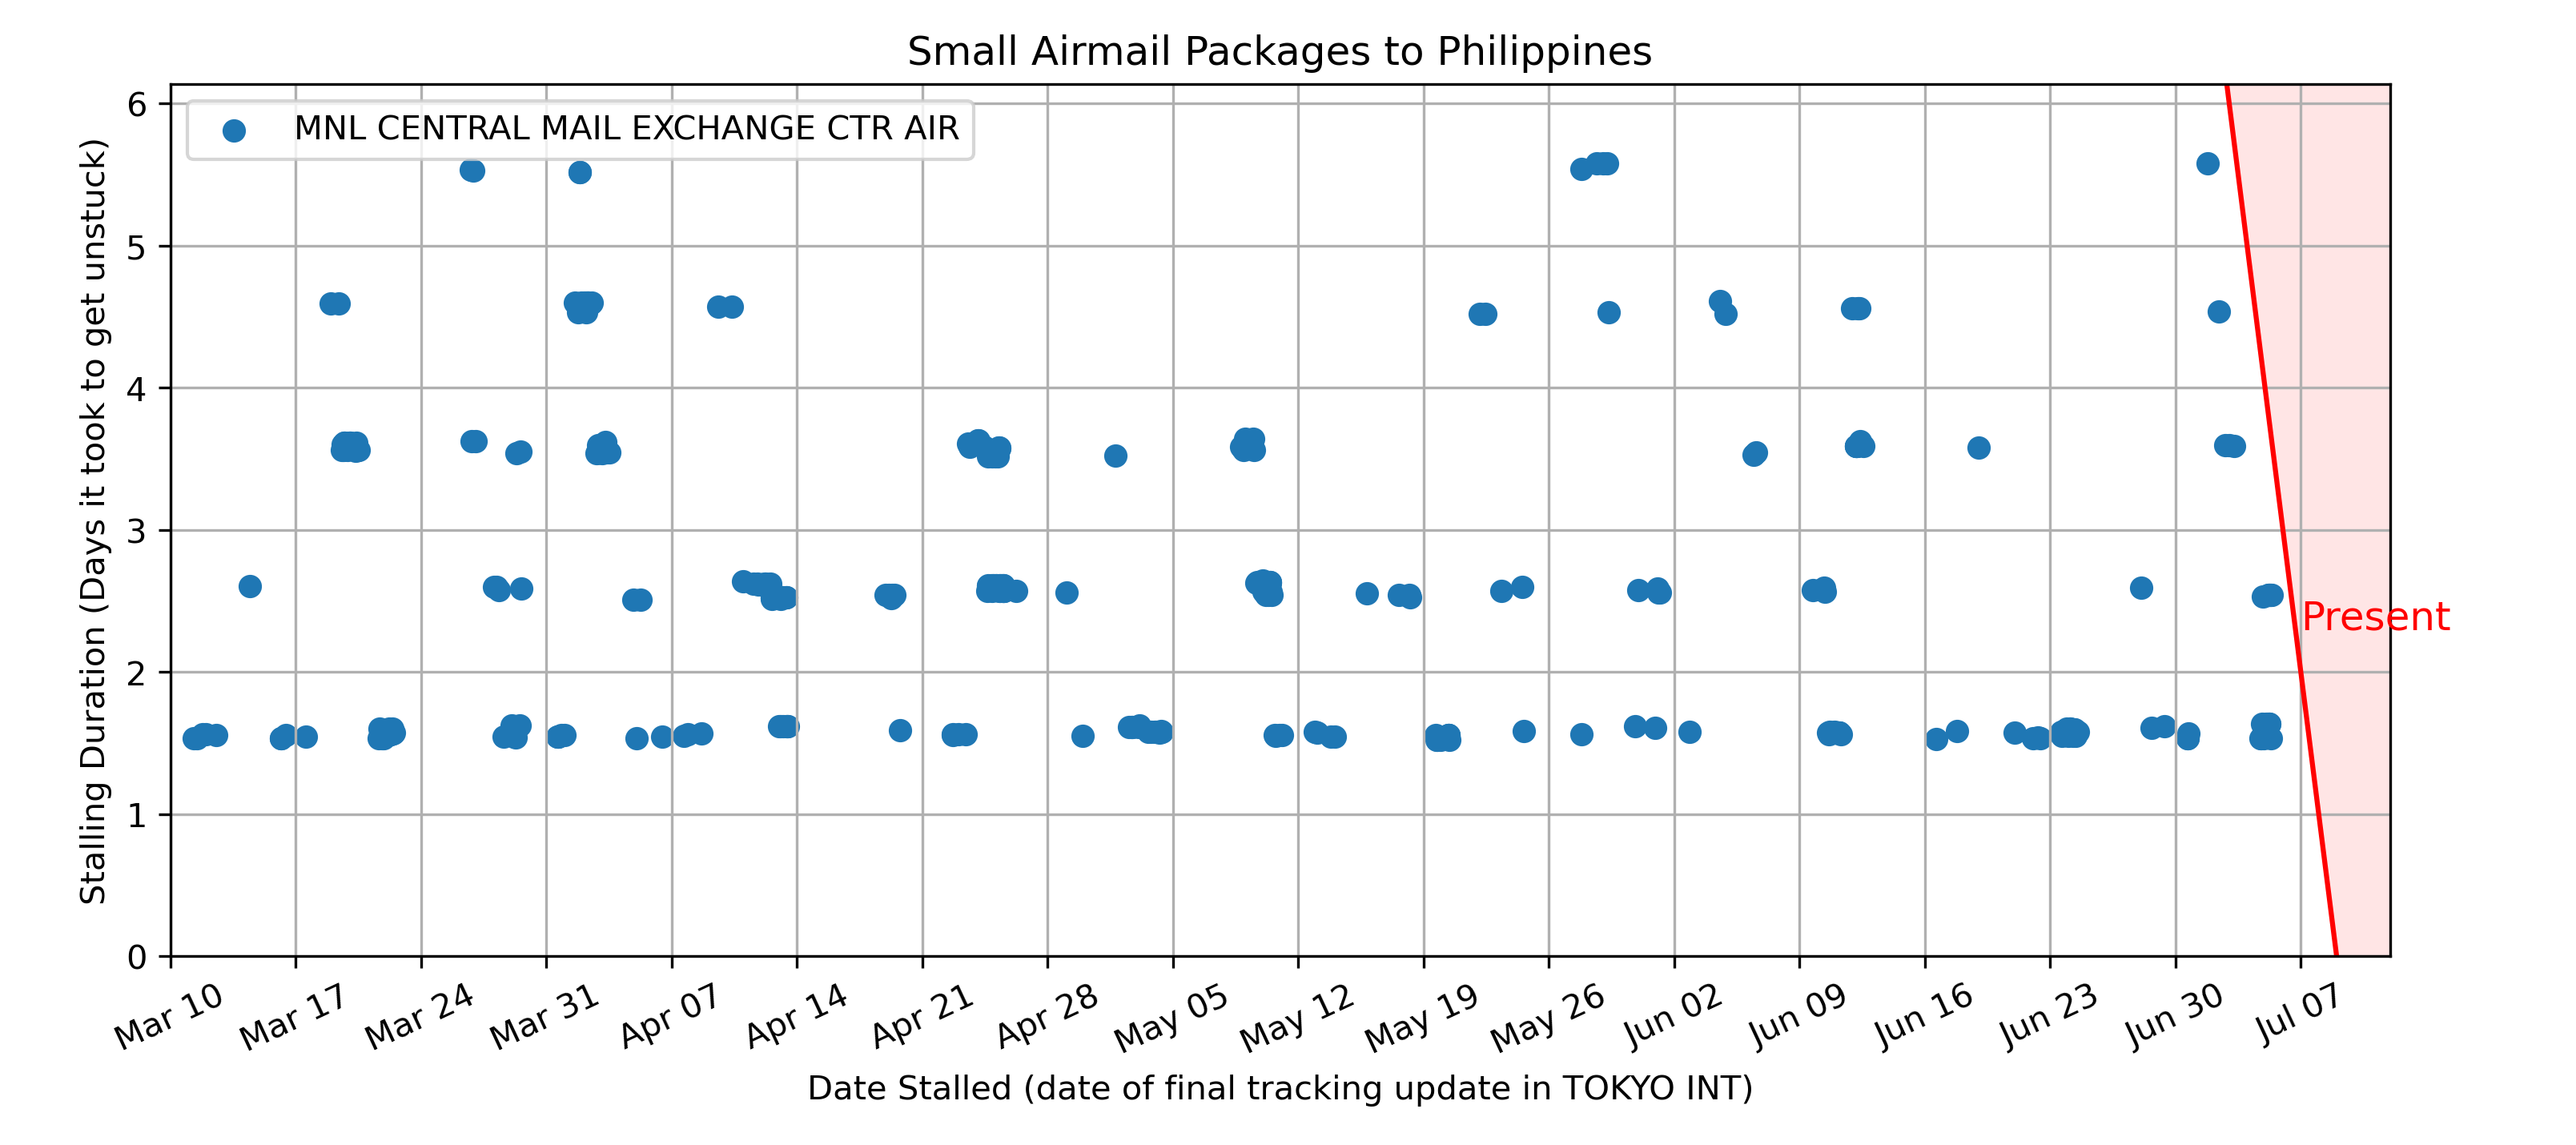 Small Airmail Packages to Philippines
MNL CENTRAL MAIL EXCHANGE CTR AIR
Stalling Duration (Days it took to get unstuck)
6
5
4
3
2
1
0
Present
Mar 10
Mar 17
Mar 24
Mar 31
Apr 07
Apr 14
Apr 21
Apr 28
May 05
May 12
May 19
May 26
Jun 02
Jun 09
Jun 16
Jun 23
Jun 30
Jul 07
Date Stalled (date of final tracking update in TOKYO INT)